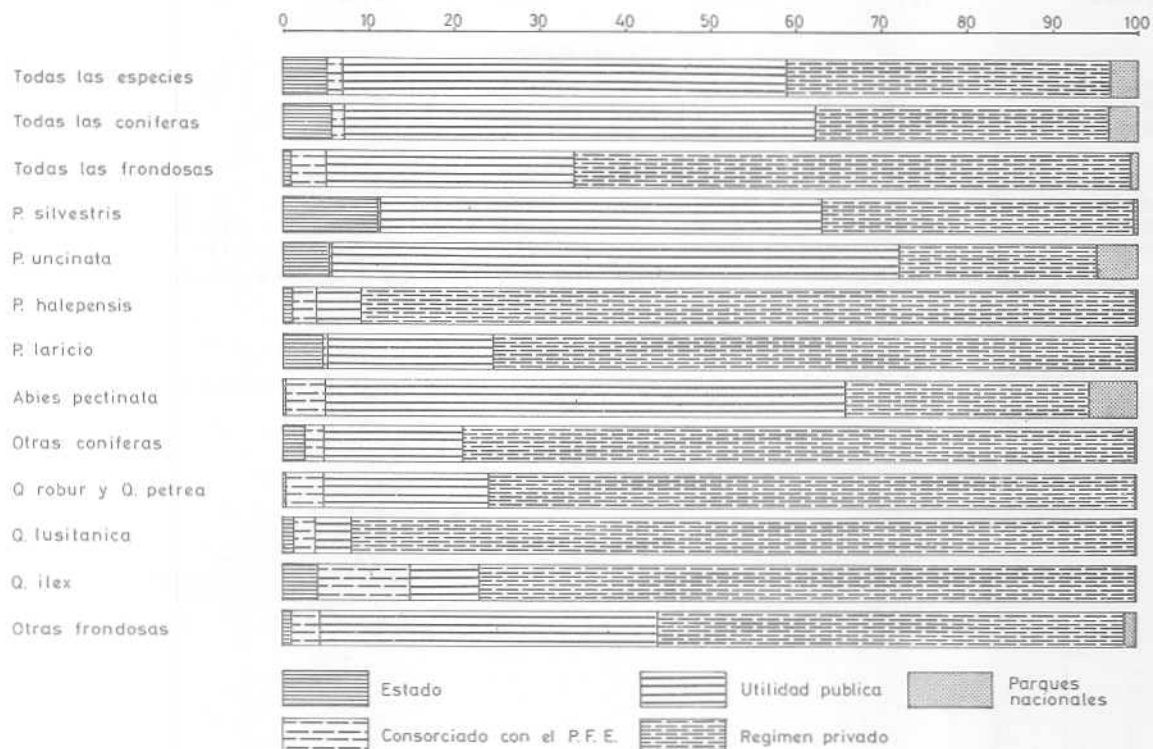 0 10 20 30 40 50 60 70 80 90 100
Todas las especies
Todas las coniferas
Todas las frondosas
P. silvestris
P. uncinata
P. halepensis
P. laricio
Abies pectinata
Otras coniferas
Q robur y Q. petrea
Q. lusitanica
Q. ilex
Otras frondosas
Estado
Utilidad publica
Parques
nacionales
Consorciado con el P.F.E.
Regimen privado